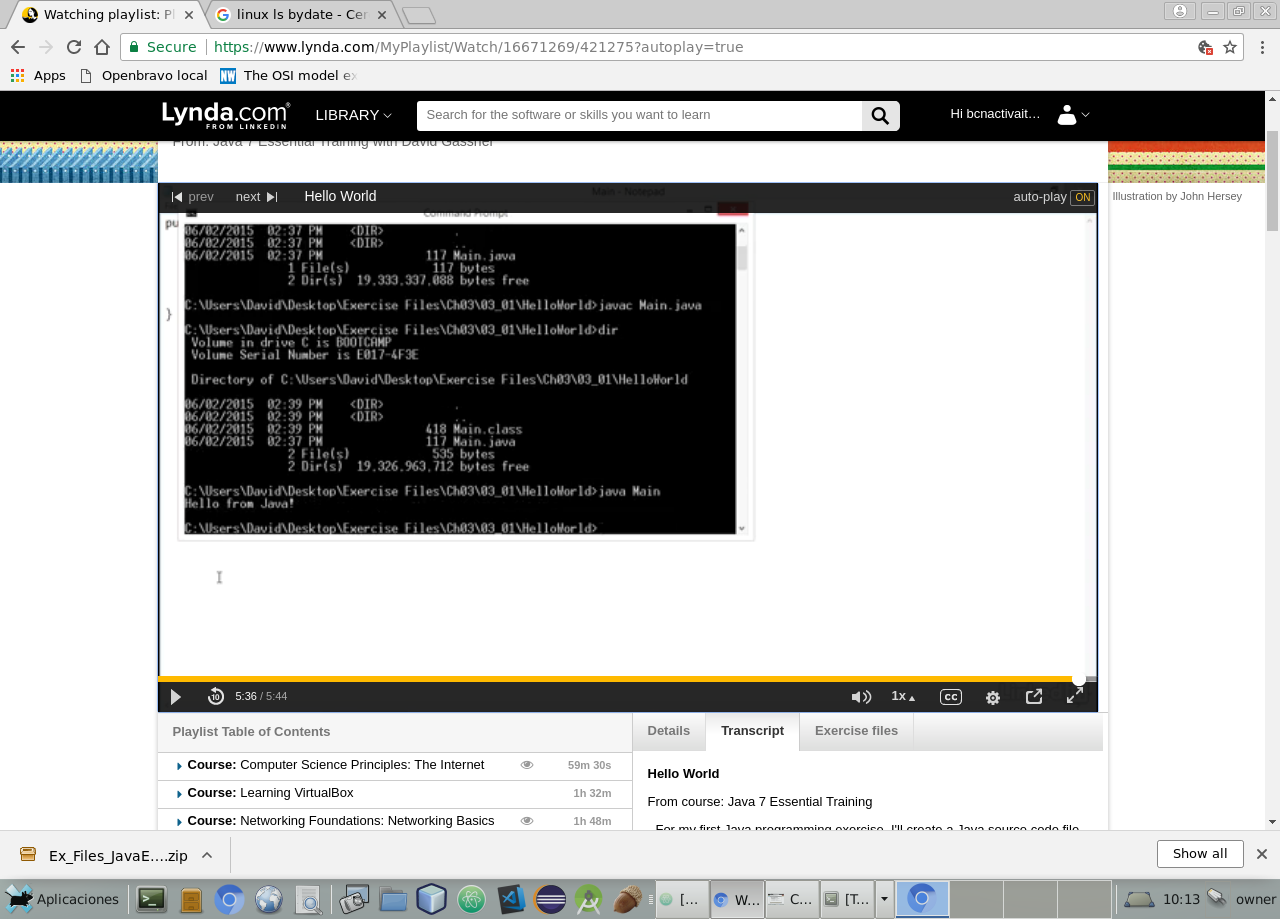 Watching playlist: Pl
linux ls bydate - Cer
Secure
https://www.lynda.com/MyPlaylist/Watch/16671269/421275?autoplay=true
Apps
Openbravo local
NW The OSI model ex
Lynda.com
FROM LINKEDIN
LIBRARY
Search for the software or skills you want to learn
Hi bcnactivait...
From: Java 7 Essential Training with David Gassner
Illustration by John Hersey
prev
next
Hello World
auto-play ON
Main - Notepad
Command Prompt
pu
06/02/2015 02:37 PM <DIR> .
06/02/2015 02:37 PM <DIR> ..
06/02/2015 02:37 PM 117 Main.java
1 File(s) 117 bytes
2 Dir(s) 19,333,337,088 bytes free
C:\Users\David\Desktop\Exercise Files\Ch03\03_01\HelloWorld>javac Main.java
}
C:\Users\David\Desktop\Exercise Files\Ch03\03_01\HelloWorld>dir
Volume in drive C is BOOTCAMP
Volume Serial Number is E017-4F3E
Directory of C:\Users\David\Desktop\Exercise Files\Ch03\03_01\HelloWorld
06/02/2015 02:39 PM <DIR> .
06/02/2015 02:39 PM <DIR> ..
06/02/2015 02:39 PM 418 Main.class
06/02/2015 02:37 PM 117 Main.java
2 File(s) 535 bytes
2 Dir(s) 19,326,963,712 bytes free
C:\Users\David\Desktop\Exercise Files\Ch03\03_01\HelloWorld>java Main
Hello from Java!
C:\Users\David\Desktop\Exercise Files\Ch03\03_01\HelloWorld>
10
5:36 / 5:44
1x
cc
Playlist Table of Contents
Details
Transcript
Exercise files
Course: Computer Science Principles: The Internet 59m 30s
Course: Learning VirtualBox 1h 32m
Course: Networking Foundations: Networking Basics 1h 48m
Hello World
From course: Java 7 Essential Training
- For my first Java programming exercise, I'll create a Java source code file
Ex_Files_JavaE....zip
Show all
Aplicaciones
[...
W...
C...
[T...
10:13
owner